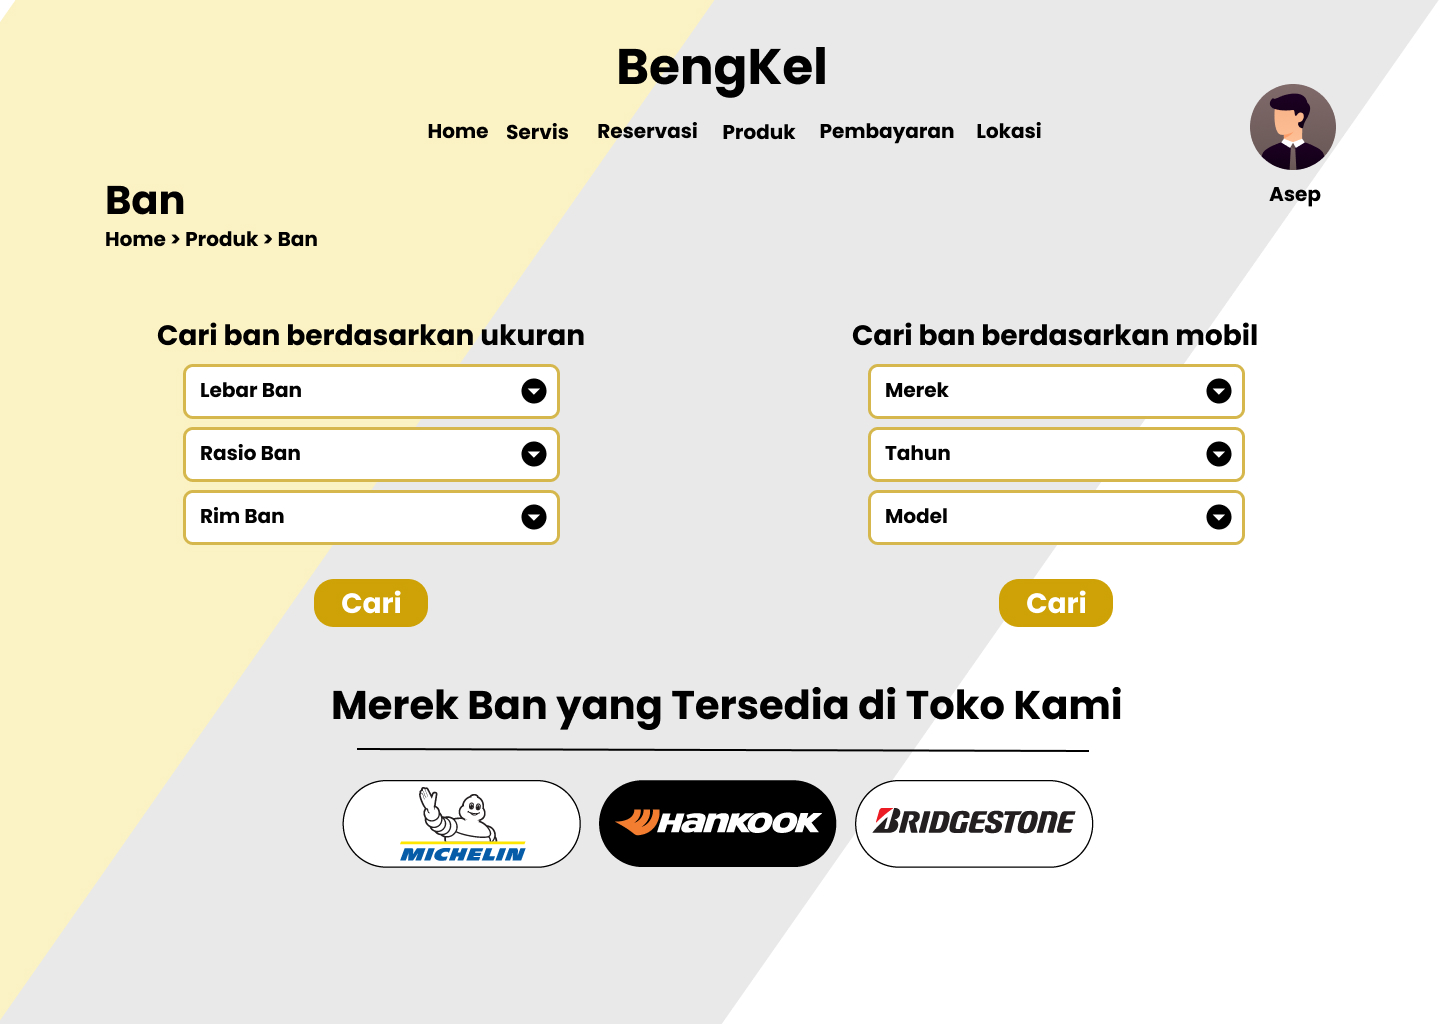 BengKel
Home Servis Reservasi Produk Pembayaran Lokasi
Asep
Ban
Home > Produk > Ban
Cari ban berdasarkan ukuran
Lebar Ban
Rasio Ban
Rim Ban
Cari
Cari ban berdasarkan mobil
Merek
Tahun
Model
Cari
Merek Ban yang Tersedia di Toko Kami
MICHELIN
HANKOOK
BRIDGESTONE